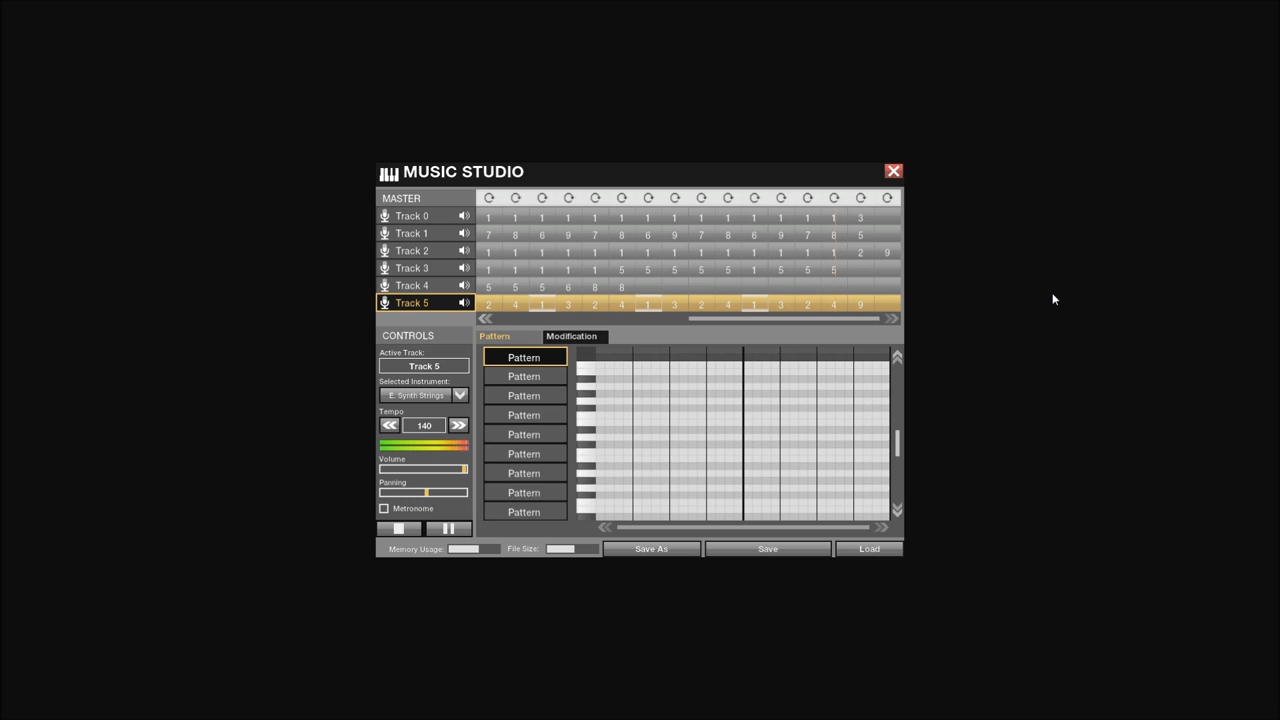 MUSIC STUDIO
MASTER
Track 0 1 1 1 1 1 1 1 1 1 1 1 1 1 1 3
Track 1 7 8 6 9 7 8 6 9 7 8 6 9 7 8 5
Track 2 1 1 1 1 1 1 1 1 1 1 1 1 1 1 2 9
Track 3 1 1 1 1 1 5 5 5 5 5 1 5 5 5
Track 4 5 5 5 6 8 8
Track 5 2 4 1 3 2 4 1 3 2 4 1 3 2 4 9
CONTROLS
Pattern Modification
Active Track:
Track 5
Selected Instrument:
E. Synth Strings
Tempo
140
Volume
Panning
Metronome
Pattern
Pattern
Pattern
Pattern
Pattern
Pattern
Pattern
Pattern
Pattern
Memory Usage: File Size: Save As Save Load